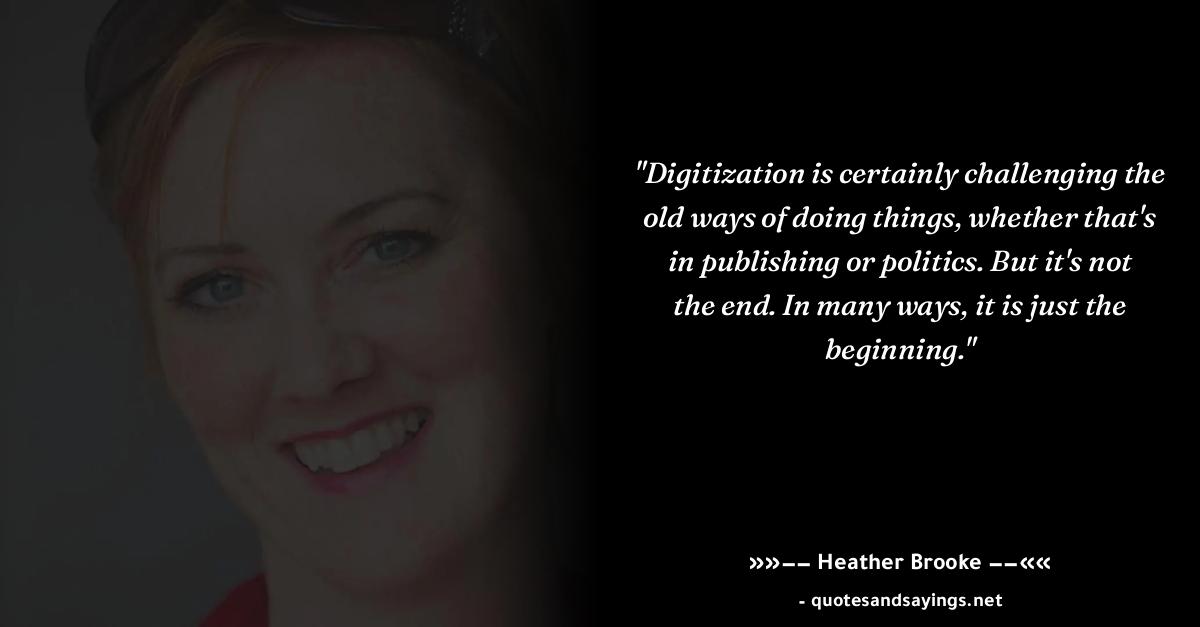 "Digitization is certainly challenging the
old ways of doing things, whether that's
in publishing or politics. But it's not
the end. In many ways, it is just the
beginning."
»»−− Heather Brooke −−««
- quotesandsayings.net